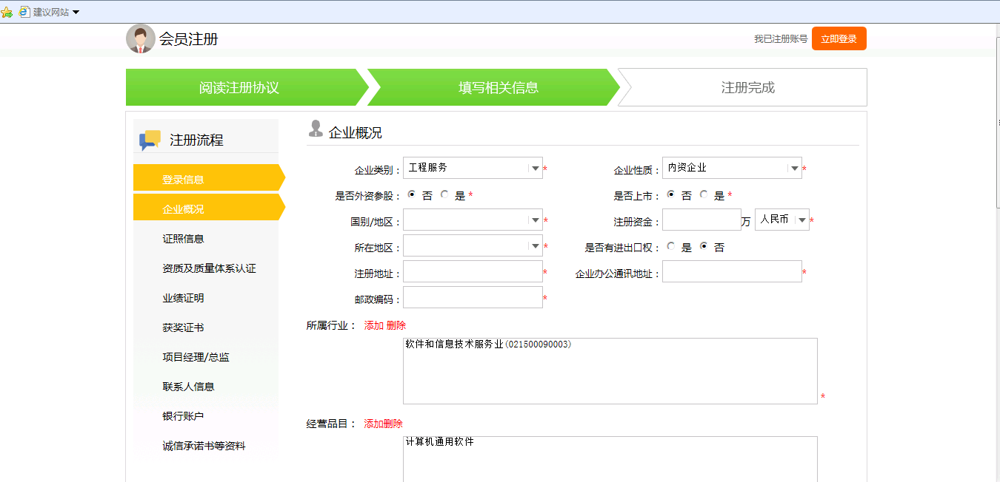 建议网站
会员注册
我已注册账号 立即登录
阅读注册协议 填写相关信息 注册完成
注册流程
登录信息
企业概况
证照信息
资质及质量体系认证
业绩证明
获奖证书
项目经理/总监
联系人信息
银行账户
诚信承诺书等资料
企业概况
企业类别： 工程服务 * 企业性质： 内资企业 *
是否外资参股： 否 是 * 是否上市： 否 是 *
国别/地区： * 注册资金： 万 人民币 *
所在地区： * 是否有进出口权： 是 否
注册地址： * 企业办公通讯地址： *
邮政编码： *
所属行业： 添加 删除
软件和信息技术服务业(021500090003)
*
经营品目： 添加删除
计算机通用软件